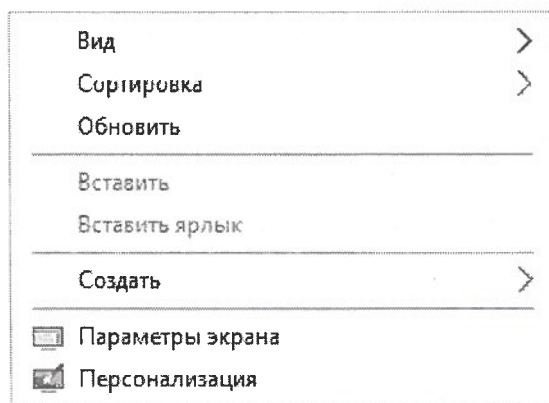 Вид
Сортировка
Обновить
Вставить
Вставить ярлык
Создать
Параметры экрана
Персонализация